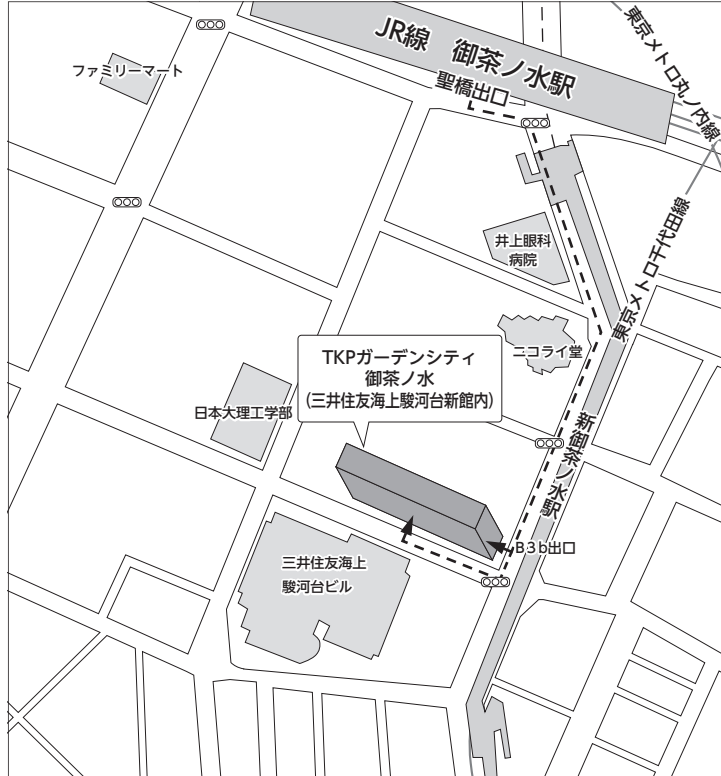 JR線 御茶ノ水駅
聖橋出口
東京メトロ丸ノ内線
ファミリーマート
東京メトロ千代田線
井上眼科
病院
ニコライ堂
TKPガーデンシティ
御茶ノ水
(三井住友海上駿河台新館内)
日本大理工学部
新御茶ノ水駅
B3b出口
三井住友海上
駿河台ビル